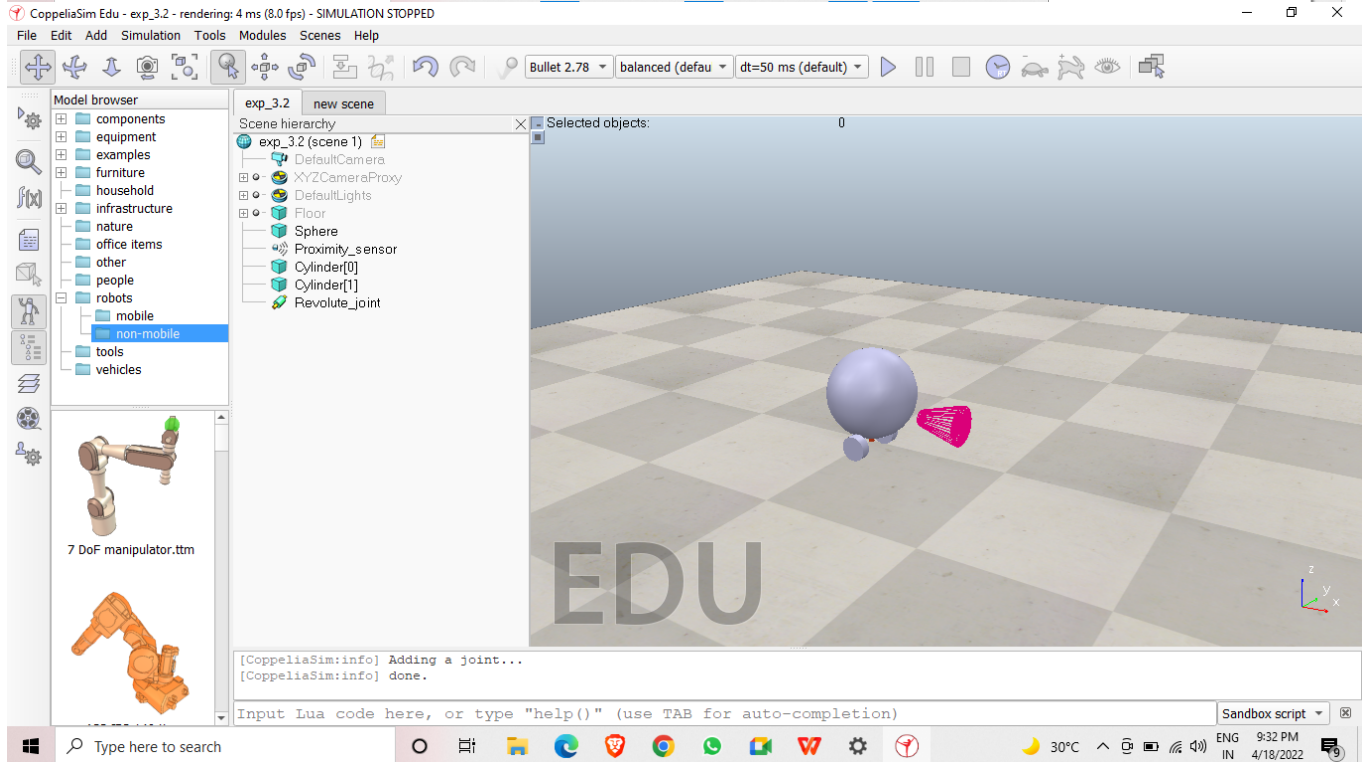 CoppeliaSim Edu - exp_3.2 - rendering: 4 ms (8.0 fps) - SIMULATION STOPPED
File Edit Add Simulation Tools Modules Scenes Help
Bullet 2.78 balanced (defau dt=50 ms (default) RT
Model browser
components
equipment
examples
furniture
household
infrastructure
nature
office items
other
people
robots
mobile
non-mobile
tools
vehicles
7 DoF manipulator.ttm
f(x)
exp_3.2 new scene
Scene hierarchy
exp_3.2 (scene 1)
DefaultCamera
XYZCameraProxy
DefaultLights
Floor
Sphere
Proximity_sensor
Cylinder[0]
Cylinder[1]
Revolute_joint
Selected objects: 0
EDU
z
y
x
[CoppeliaSim:info] Adding a joint...
[CoppeliaSim:info] done.
Input Lua code here, or type "help()" (use TAB for auto-completion)
Sandbox script
Type here to search
30°C
ENG
IN
9:32 PM
4/18/2022
9